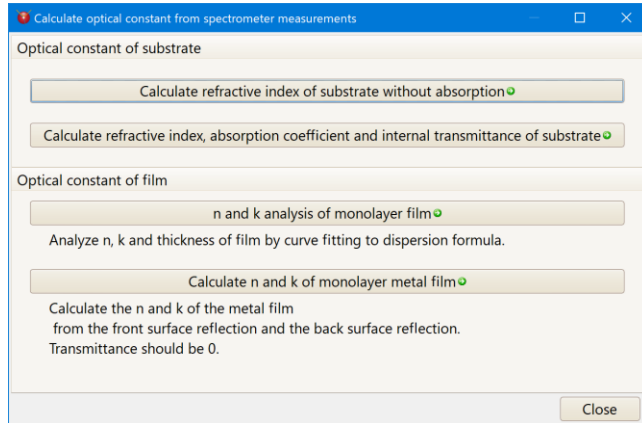 Calculate optical constant from spectrometer measurements
Optical constant of substrate
Calculate refractive index of substrate without absorption
Calculate refractive index, absorption coefficient and internal transmittance of substrate
Optical constant of film
n and k analysis of monolayer film
Analyze n, k and thickness of film by curve fitting to dispersion formula.
Calculate n and k of monolayer metal film
Calculate the n and k of the metal film
from the front surface reflection and the back surface reflection.
Transmittance should be 0.
Close